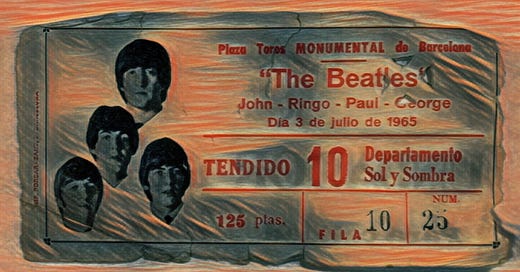 Plaza Toros MONUMENTAL de Barcelona
"The Beatles"
John - Ringo - Paul - George
Día 3 de julio de 1965
TENDIDO 10 Departamento
Sol y Sombra
125 ptas.
FILA 10
NUM.
25